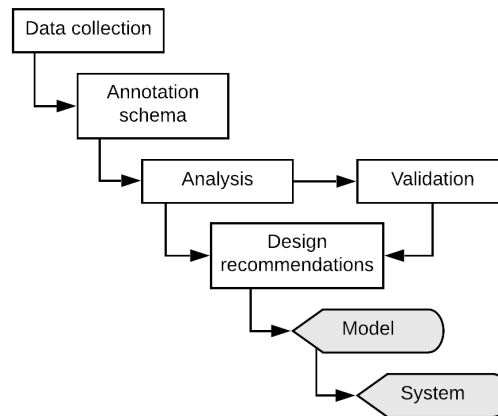 Data collection
Annotation
schema
Analysis
Validation
Design
recommendations
Model
System